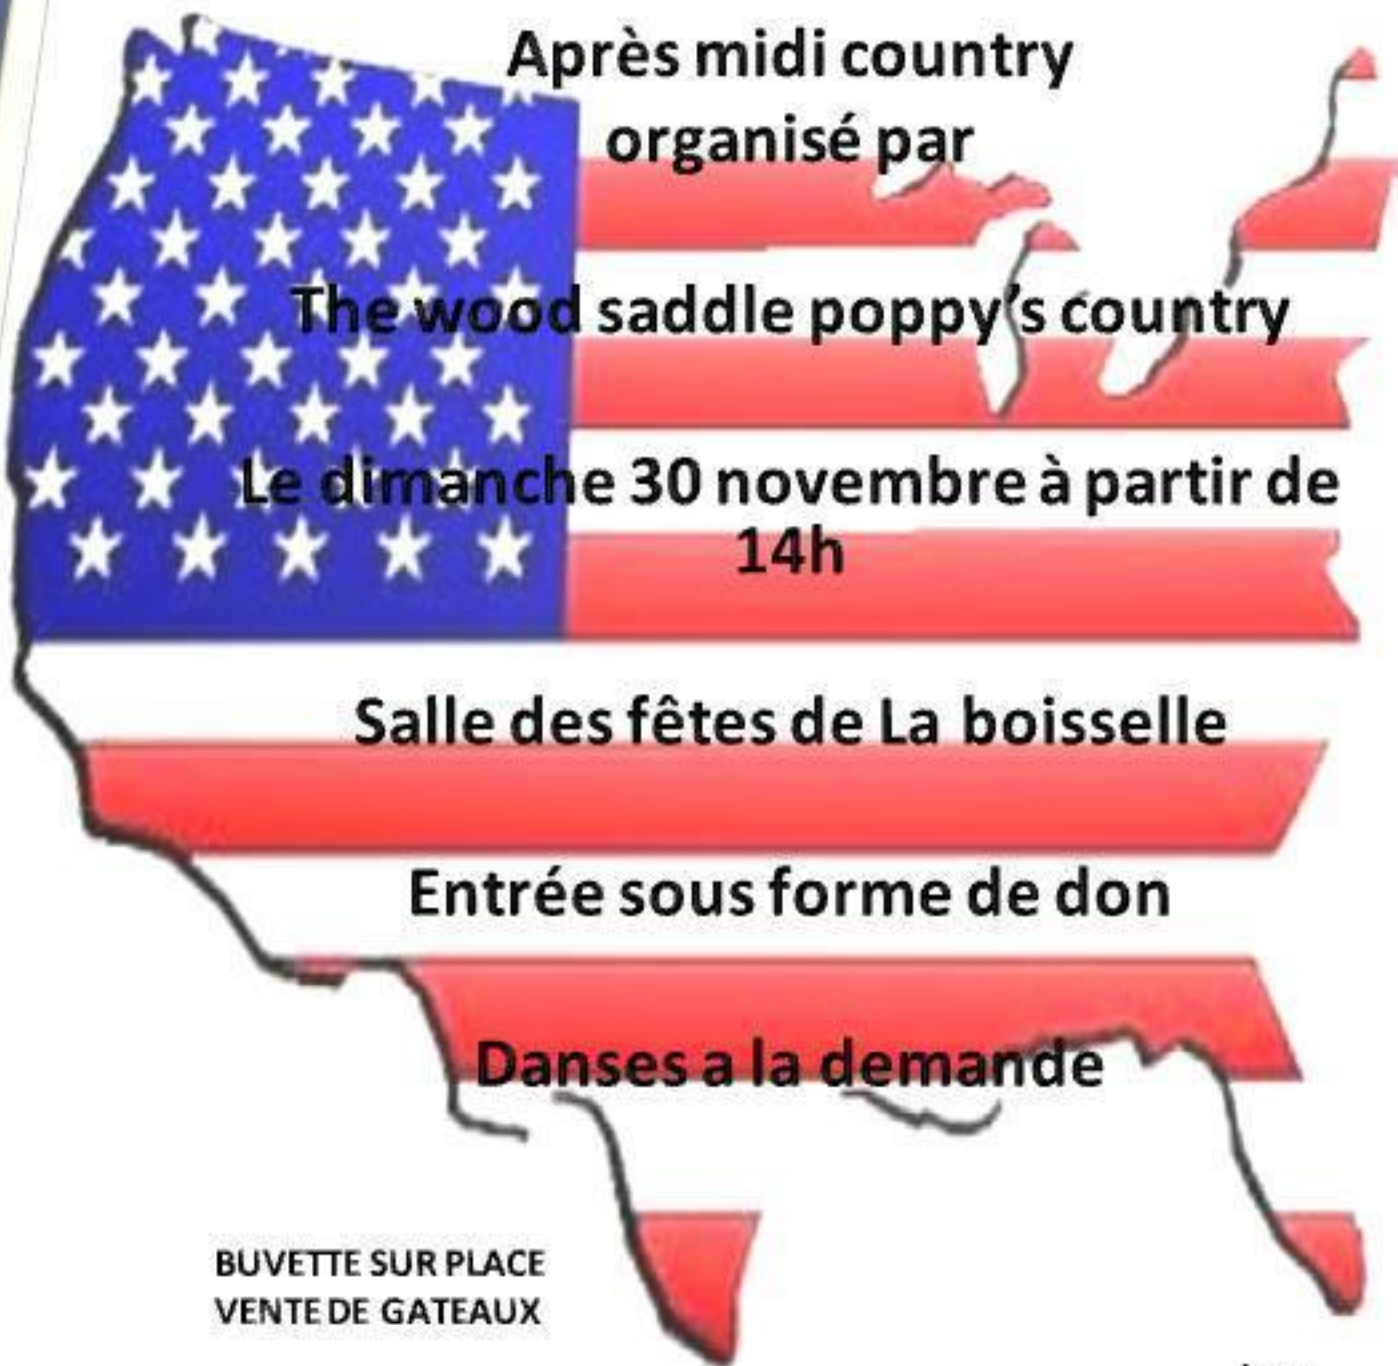 Après midi country
organisé par
The wood saddle poppy's country
Le dimanche 30 novembre à partir de
14h
Salle des fêtes de La boisselle
Entrée sous forme de don
Danses a la demande
BUVETTE SUR PLACE
VENTE DE GATEAUX